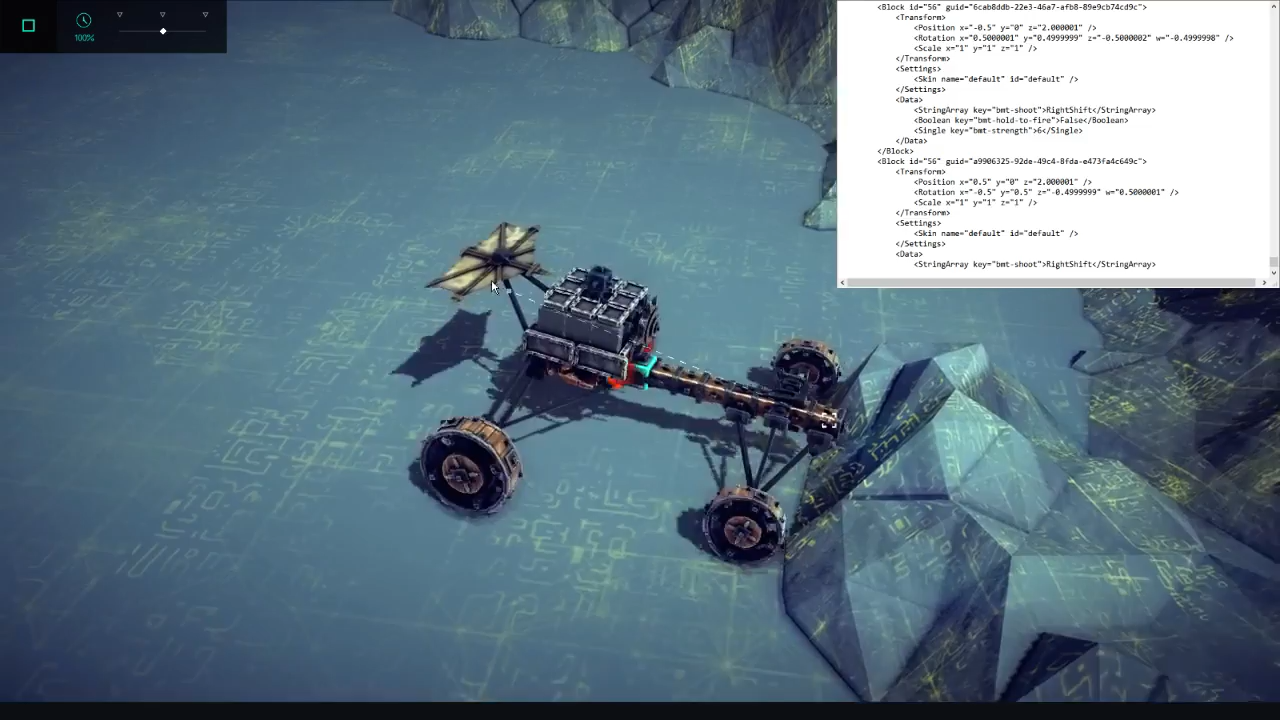 100%
<Block id="56" guid="6cab8ddb-22e3-46a7-afb8-89e9cb74cd9c">
<Transform>
<Position x="-0.5" y="0" z="2.000001" />
<Rotation x="0.5000001" y="0.4999999" z="-0.5000002" w="-0.4999998" />
<Scale x="1" y="1" z="1" />
</Transform>
<Settings>
<Skin name="default" id="default" />
</Settings>
<Data>
<StringArray key="bmt-shoot">RightShift</StringArray>
<Boolean key="bmt-hold-to-fire">False</Boolean>
<Single key="bmt-strength">6</Single>
</Data>
</Block>
<Block id="56" guid="a9906325-92de-49c4-8fda-e473fa4c649c">
<Transform>
<Position x="0.5" y="0" z="2.000001" />
<Rotation x="-0.5" y="0.5" z="-0.4999999" w="0.5000001" />
<Scale x="1" y="1" z="1" />
</Transform>
<Settings>
<Skin name="default" id="default" />
</Settings>
<Data>
<StringArray key="bmt-shoot">RightShift</StringArray>